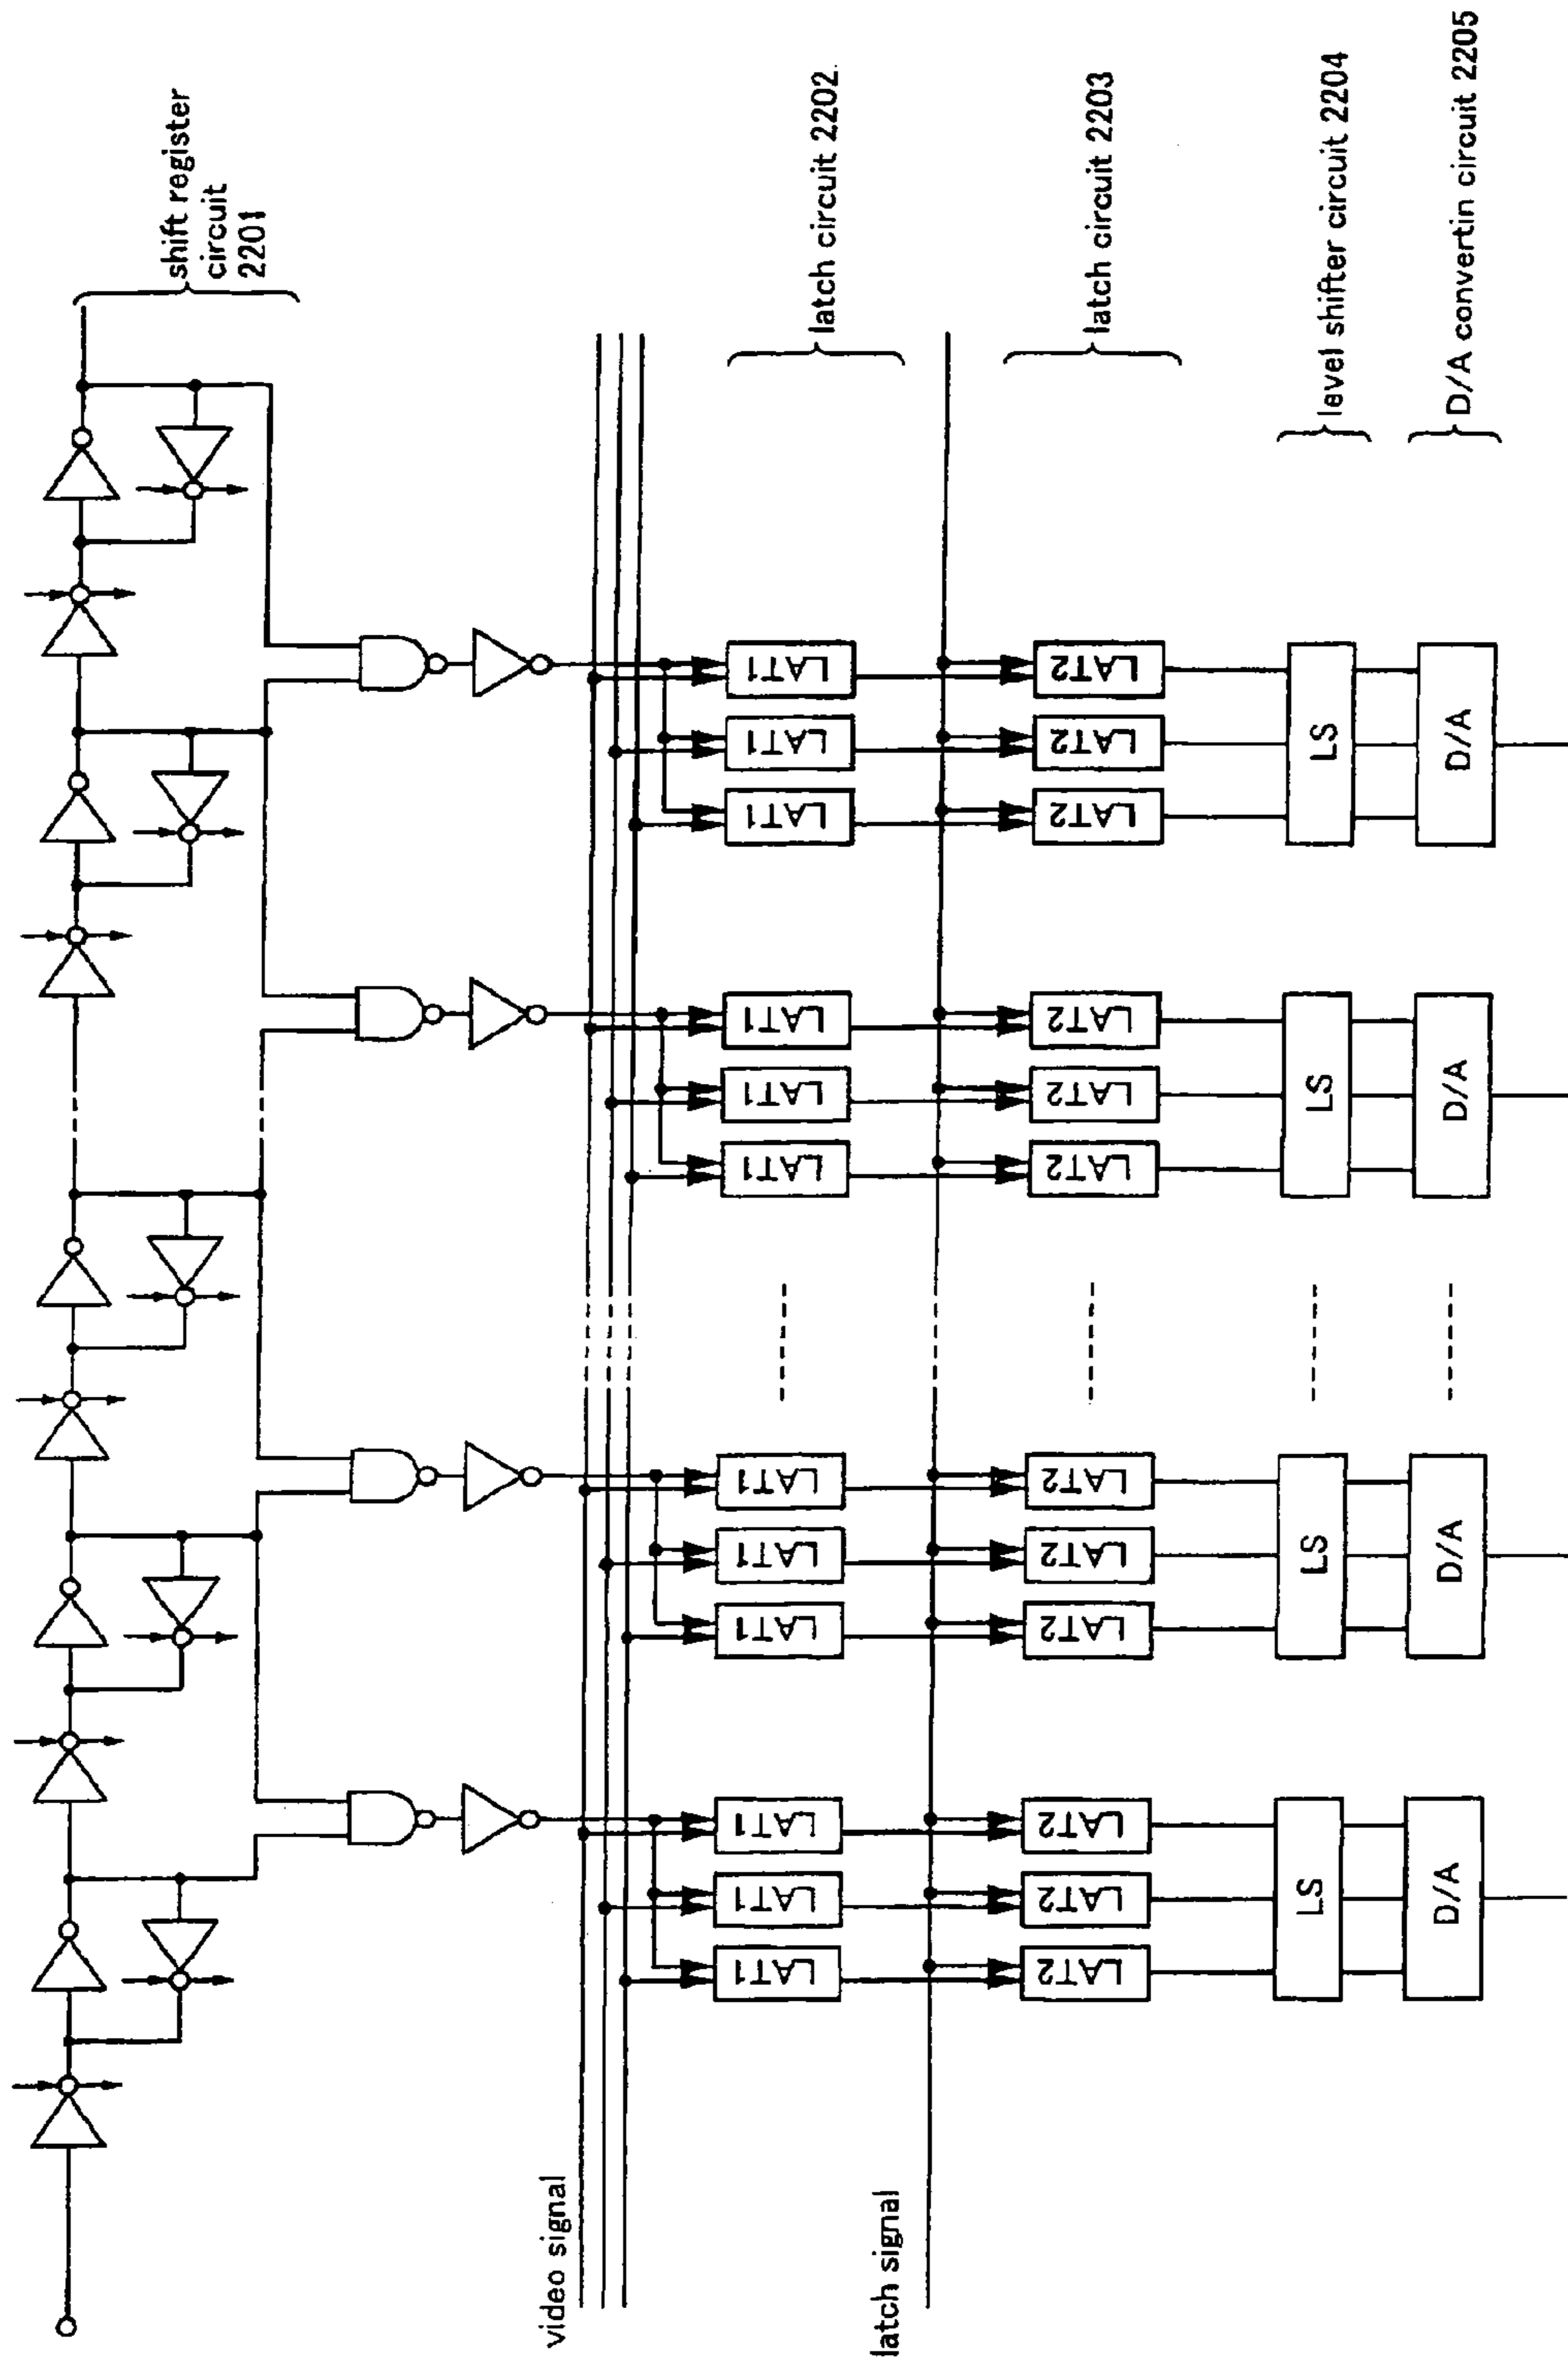 shift register
circuit
2201
video signal
LAT1
LAT1
LAT1
LAT1
LAT1
LAT1
LAT1
LAT1
LAT1
LAT1
LAT1
LAT1
latch circuit 2202
latch signal
LAT2
LAT2
LAT2
LAT2
LAT2
LAT2
LAT2
LAT2
LAT2
LAT2
LAT2
LAT2
latch circuit 2203
LS
LS
LS
LS
level shifter circuit 2204
D/A
D/A
D/A
D/A
D/A convertin circuit 2205